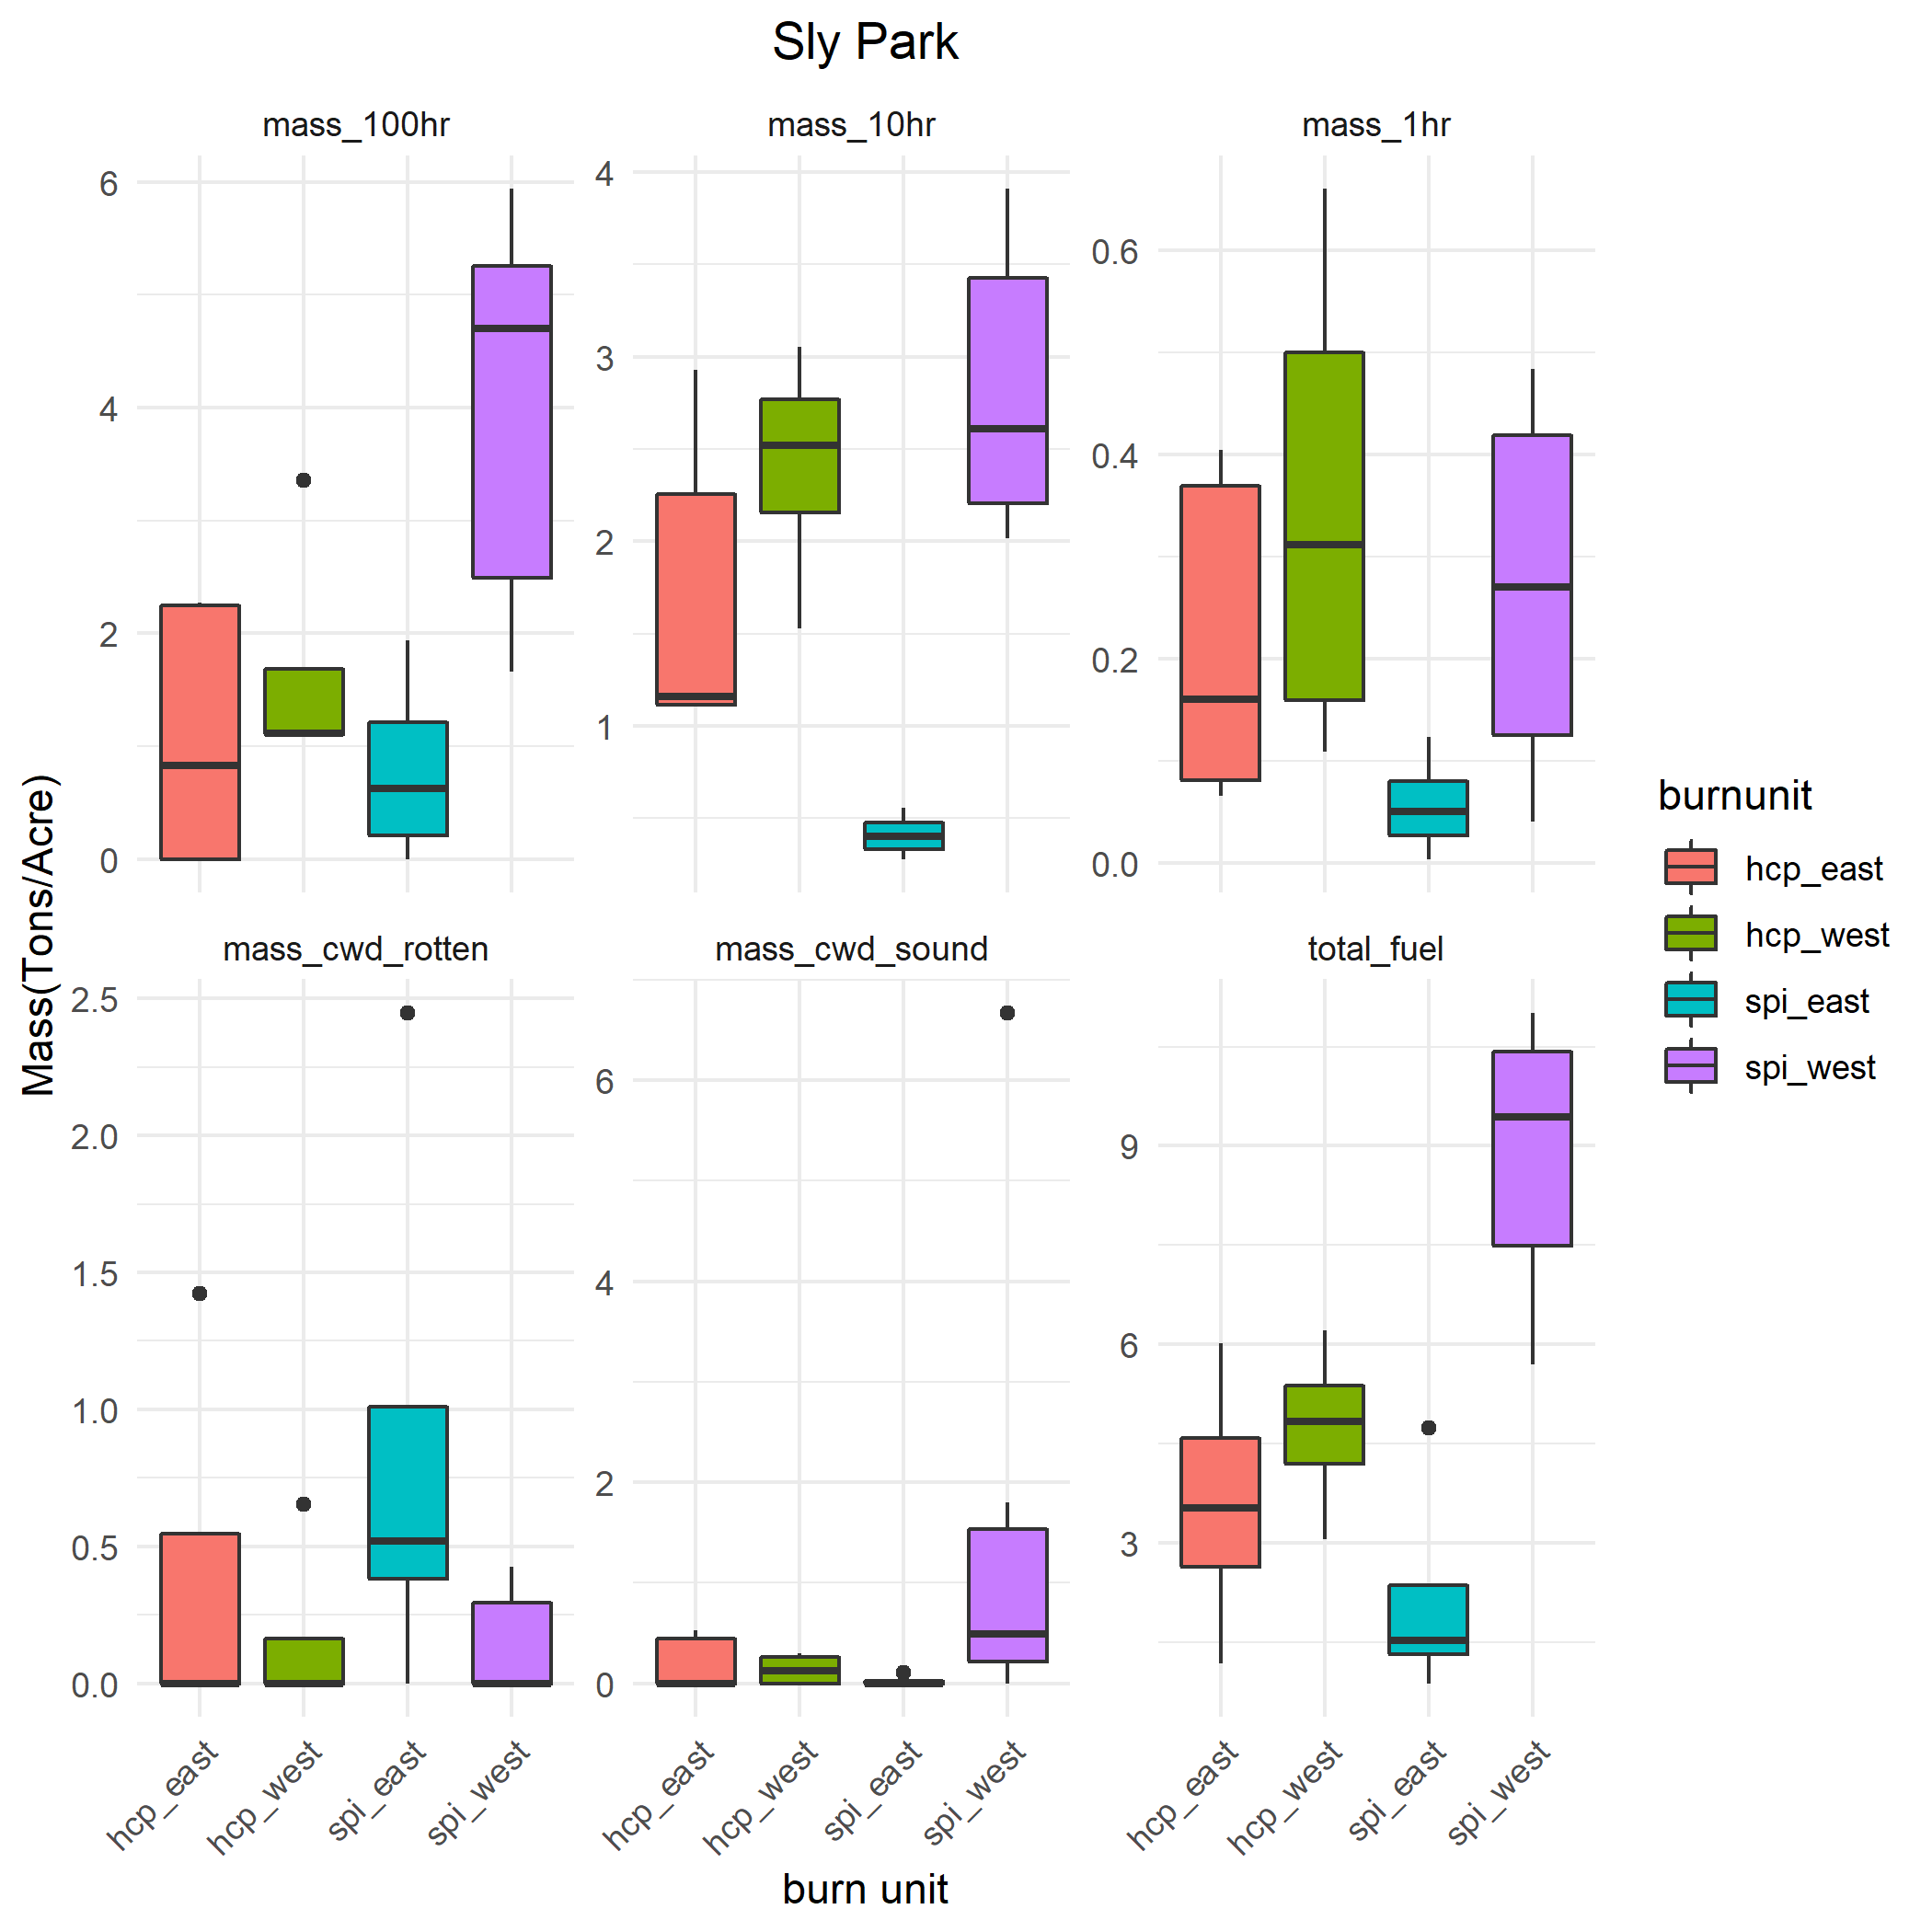 Sly Park
mass_100hr
mass_10hr
mass_1hr
6
4
2
0
4
3
2
1
0.6
0.4
0.2
0.0
mass_cwd_rotten
mass_cwd_sound
total_fuel
2.5
2.0
1.5
1.0
0.5
0.0
6
4
2
0
9
6
3
hcp_east
hcp_west
spi_east
spi_west
hcp_east
hcp_west
spi_east
spi_west
hcp_east
hcp_west
spi_east
spi_west
burn unit
Mass(Tons/Acre)
burnunit
hcp_east
hcp_west
spi_east
spi_west